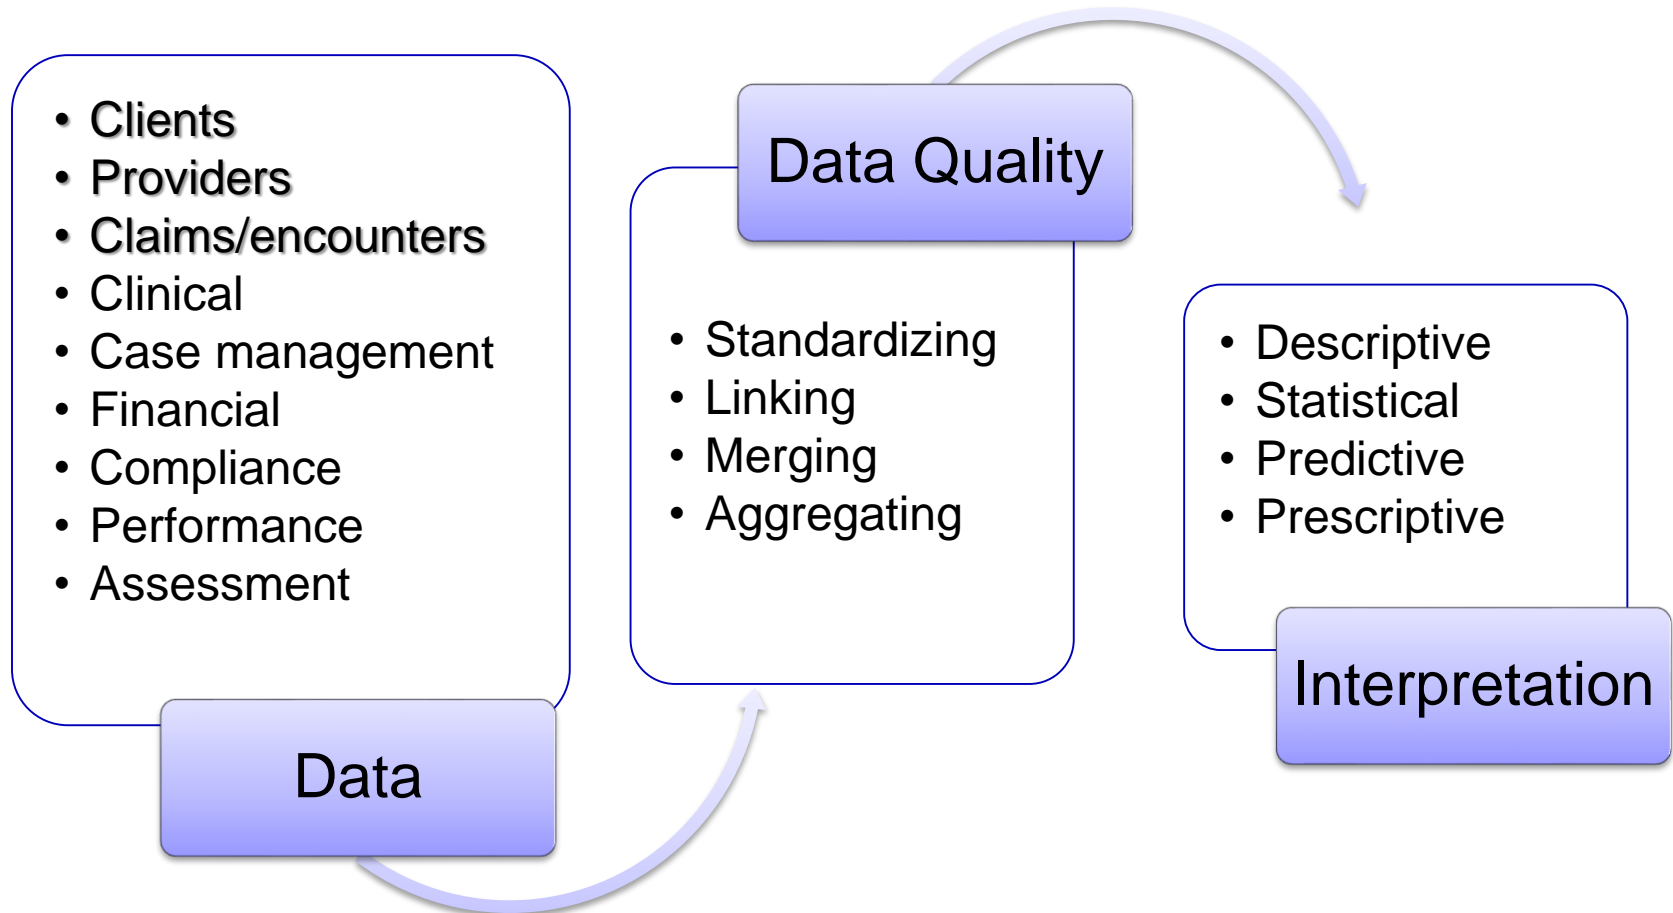 • Clients
• Providers
• Claims/encounters
• Clinical
• Case management
• Financial
• Compliance
• Performance
• Assessment
Data
Data Quality
• Standardizing
• Linking
• Merging
• Aggregating
• Descriptive
• Statistical
• Predictive
• Prescriptive
Interpretation